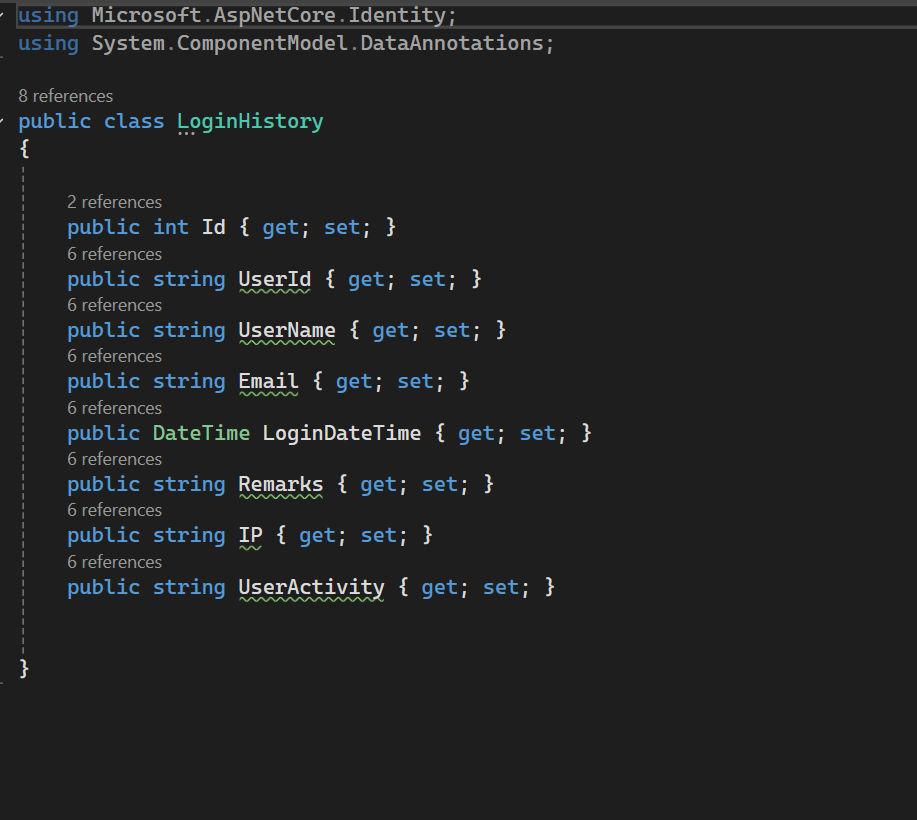 using Microsoft.AspNetCore.Identity;
using System.ComponentModel.DataAnnotations;
8 references
public class LoginHistory
{
2 references
public int Id { get; set; }
6 references
public string UserId { get; set; }
6 references
public string UserName { get; set; }
6 references
public string Email { get; set; }
6 references
public DateTime LoginDateTime { get; set; }
6 references
public string Remarks { get; set; }
6 references
public string IP { get; set; }
6 references
public string UserActivity { get; set; }
}